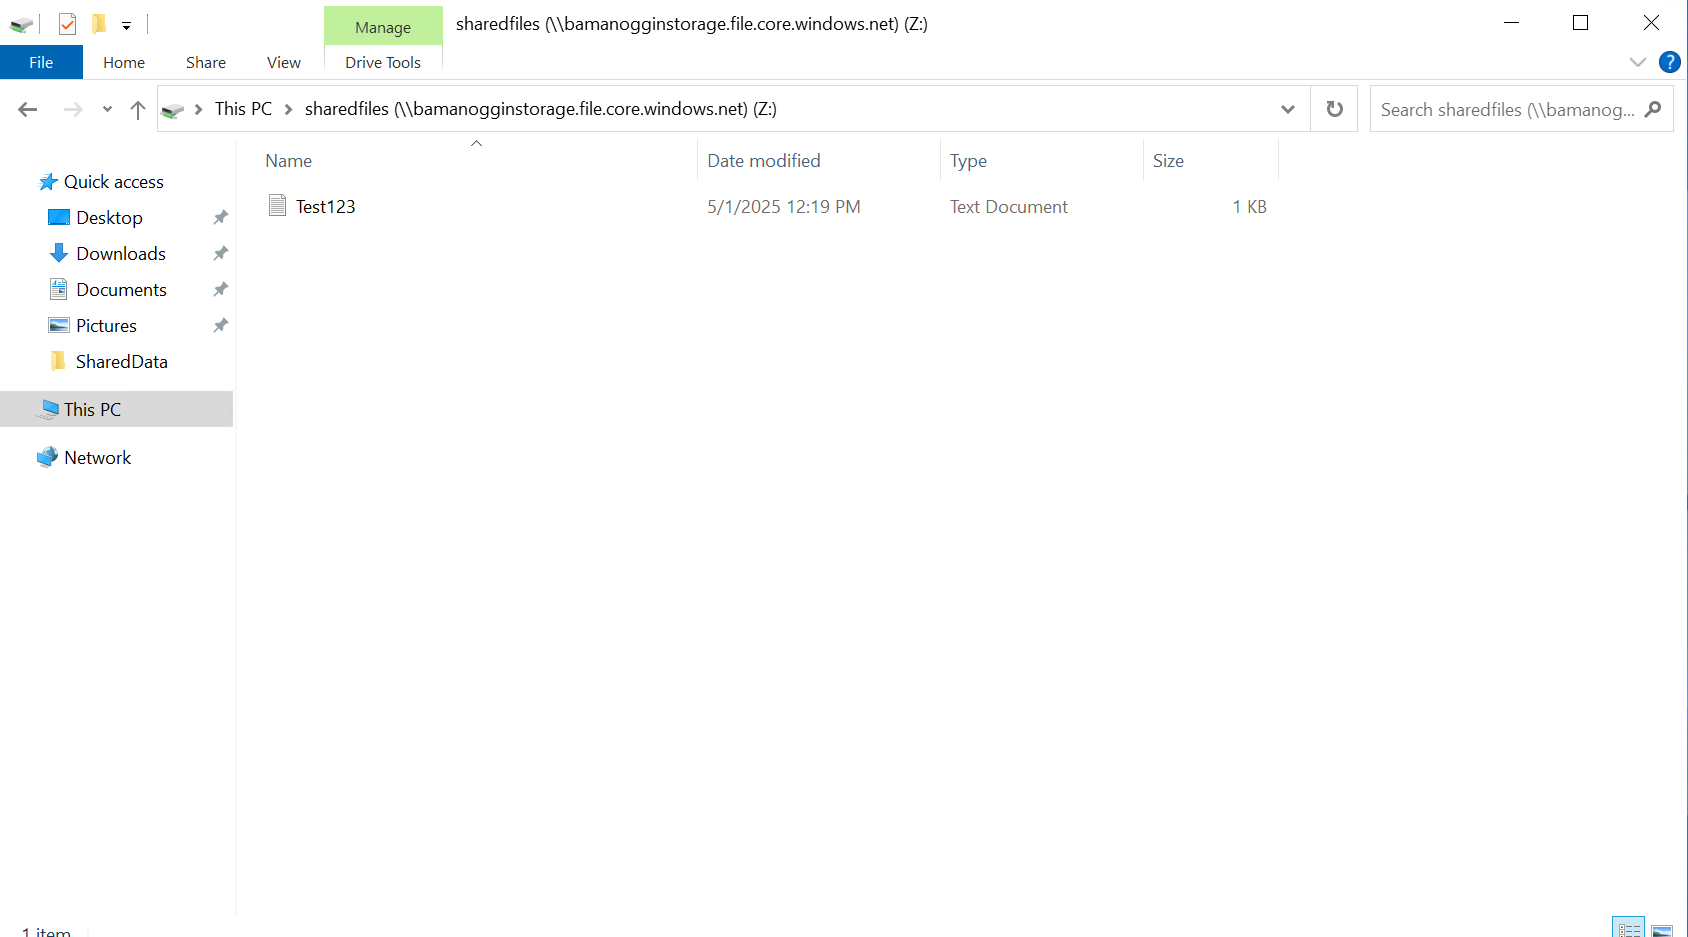 Manage
sharedfiles (\\bamanogginstorage.file.core.windows.net) (Z:)
File
Home
Share
View
Drive Tools
?
This PC
sharedfiles (\\bamanogginstorage.file.core.windows.net) (Z:)
Search sharedfiles (\\bamanog...
Name
Date modified
Type
Size
Quick access
Desktop
Downloads
Documents
Pictures
SharedData
This PC
Network
Test123
5/1/2025 12:19 PM
Text Document
1 KB
1 item